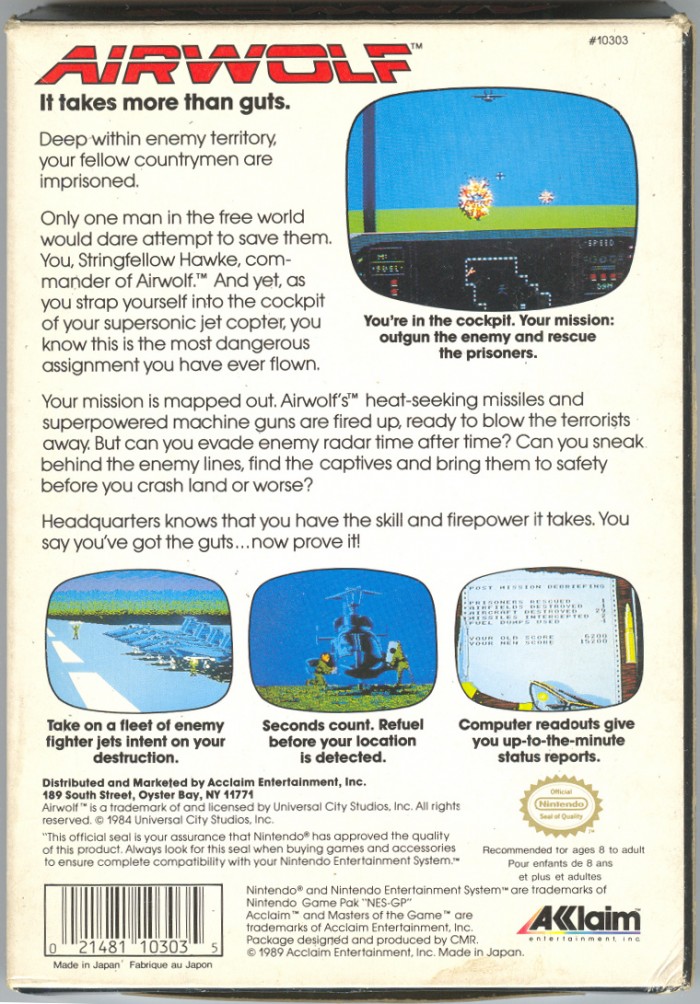 AIRWOLF™
#10303
It takes more than guts.
Deep within enemy territory,
your fellow countrymen are
imprisoned.
Only one man in the free world
would dare attempt to save them.
You, Stringfellow Hawke, com-
mander of Airwolf.™ And yet, as
you strap yourself into the cockpit
of your supersonic jet copter, you
know this is the most dangerous
assignment you have ever flown.
SPEED
FUEL
You're in the cockpit. Your mission:
outgun the enemy and rescue
the prisoners.
Your mission is mapped out. Airwolf's™ heat-seeking missiles and
superpowered machine guns are fired up, ready to blow the terrorists
away. But can you evade enemy radar time after time? Can you sneak
behind the enemy lines, find the captives and bring them to safety
before you crash land or worse?
Headquarters knows that you have the skill and firepower it takes. You
say you've got the guts...now prove it!
POST MISSION DEBRIEFING
PRISONERS RESCUED
AIRFIELDS DESTROYED
AIRCRAFT DESTROYED
MISSILES INTERCEPTED
FUEL DUMPS USED
YOUR OLD SCORE 6200
YOUR NEW SCORE 15200
Take on a fleet of enemy
fighter jets intent on your
destruction.
Seconds count. Refuel
before your location
is detected.
Computer readouts give
you up-to-the-minute
status reports.
Distributed and Marketed by Acclaim Entertainment, Inc.
189 South Street, Oyster Bay, NY 11771
Airwolf™ is a trademark of and licensed by Universal City Studios, Inc. All rights
reserved. © 1984 Universal City Studios, Inc.
"This official seal is your assurance that Nintendo® has approved the quality
of this product. Always look for this seal when buying games and accessories
to ensure complete compatibility with your Nintendo Entertainment System.™
Official
Nintendo
Seal of Quality
Recommended for ages 8 to adult
Pour enfants de 8 ans
et plus et adultes
Nintendo® and Nintendo Entertainment System™ are trademarks of
Nintendo Game Pak "NES-GP"
Acclaim™ and Masters of the Game™ are
trademarks of Acclaim Entertainment, Inc.
Package designed and produced by CMR.
© 1989 Acclaim Entertainment, Inc. Made in Japan.
0 21481 10303 5
Made in Japan Fabrique au Japon
AKKlaim™
entertainment, inc.